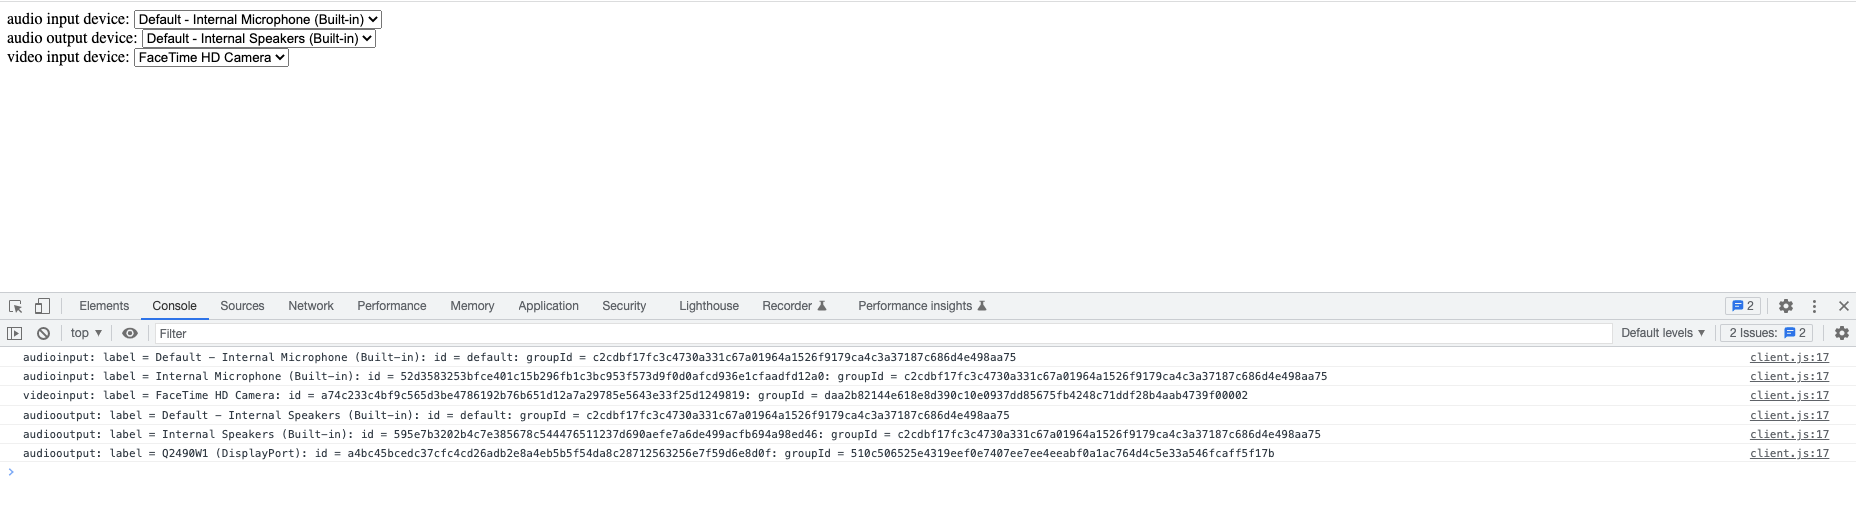 audio input device: Default - Internal Microphone (Built-in)
audio output device: Default - Internal Speakers (Built-in)
video input device: FaceTime HD Camera
Elements Console Sources Network Performance Memory Application Security Lighthouse Recorder Performance insights 2
top Filter Default levels 2 Issues: 2
audioinput: label = Default - Internal Microphone (Built-in): id = default: groupId = c2cdbf17fc3c4730a331c67a01964a1526f9179ca4c3a37187c686d4e498aa75 client.js:17
audioinput: label = Internal Microphone (Built-in): id = 52d3583253bfce401c15b296fb1c3bc953f573d9f0d0afcd936e1cfaadfd12a0: groupId = c2cdbf17fc3c4730a331c67a01964a1526f9179ca4c3a37187c686d4e498aa75 client.js:17
videoinput: label = FaceTime HD Camera: id = a74c233c4bf9c565d3be4786192b76b651d12a7a29785e5643e33f25d1249819: groupId = daa2b82144e618e8d390c10e0937dd85675fb4248c71ddf28b4aab4739f00002 client.js:17
audiooutput: label = Default - Internal Speakers (Built-in): id = default: groupId = c2cdbf17fc3c4730a331c67a01964a1526f9179ca4c3a37187c686d4e498aa75 client.js:17
audiooutput: label = Internal Speakers (Built-in): id = 595e7b3202b4c7e385678c544476511237d690aefe7a6de499acfb694a98ed46: groupId = c2cdbf17fc3c4730a331c67a01964a1526f9179ca4c3a37187c686d4e498aa75 client.js:17
audiooutput: label = Q2490W1 (DisplayPort): id = a4bc45bcedc37cfc4cd26adb2e8a4eb5b5f54da8c28712563256e7f59d6e8d0f: groupId = 510c506525e4319eef0e7407ee7ee4eeabf0a1ac764d4c5e33a546fcaff5f17b client.js:17